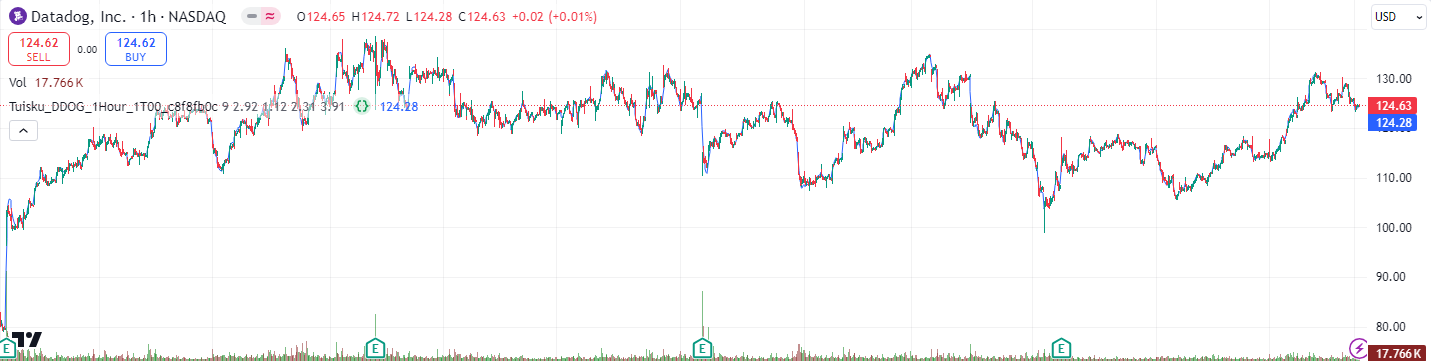 Datadog, Inc. · 1h · NASDAQ
O124.65 H124.72 L124.28 C124.63 +0.02 (+0.01%)
USD
124.62
SELL
0.00
124.62
BUY
Vol 17.766 K
Tuisku_DDOG_1Hour_1T00_c8f8fb0c 9 2.92 1.12 2.31 3.91 124.28
130.00
124.63
124.28
120.00
110.00
100.00
90.00
80.00
17.766 K
E
E
E
E